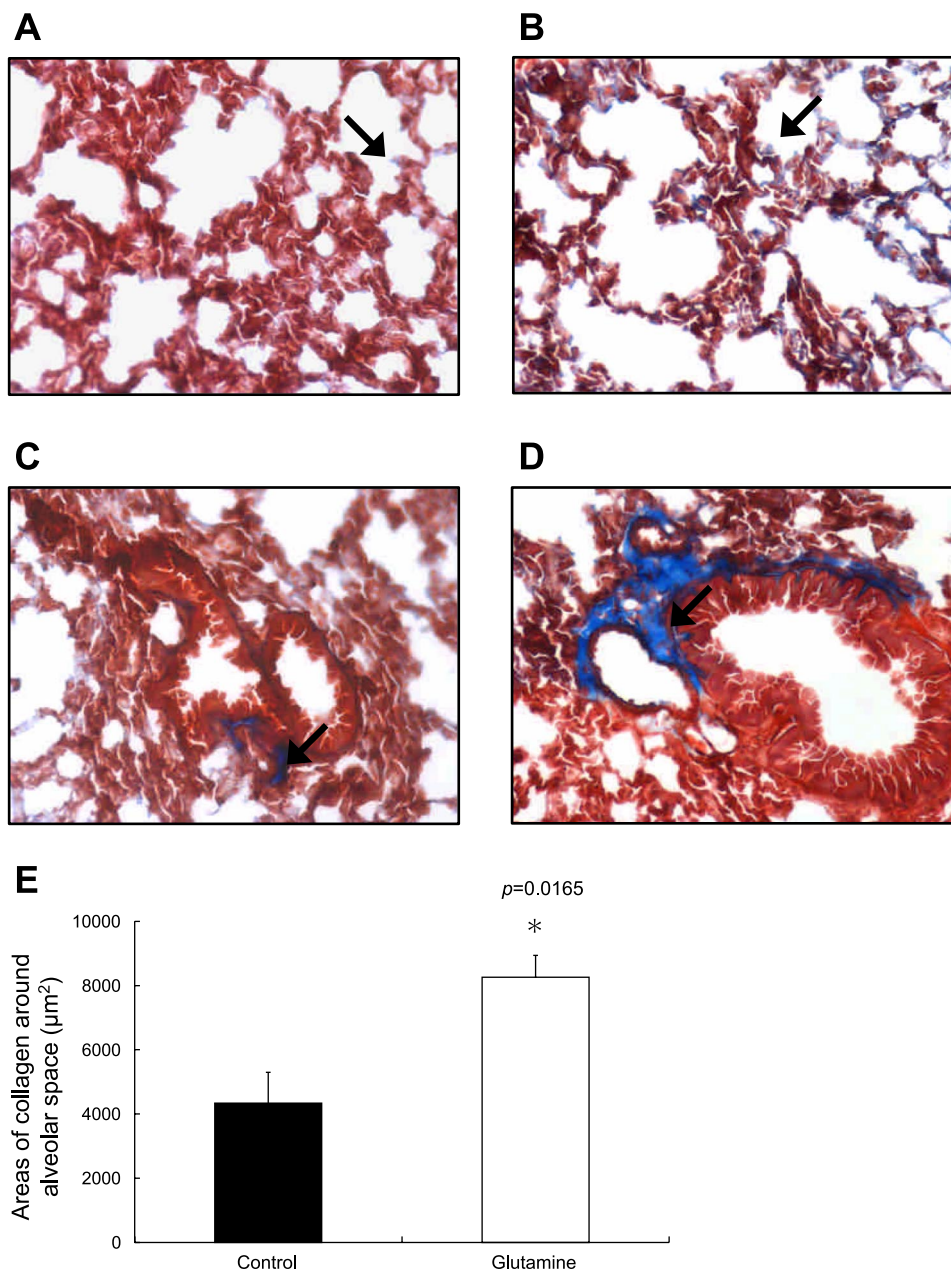 A
B
C
D
E
p=0.0165
*
10000
8000
6000
4000
2000
0
Areas of collagen around
alveolar space (µm²)
Control
Glutamine